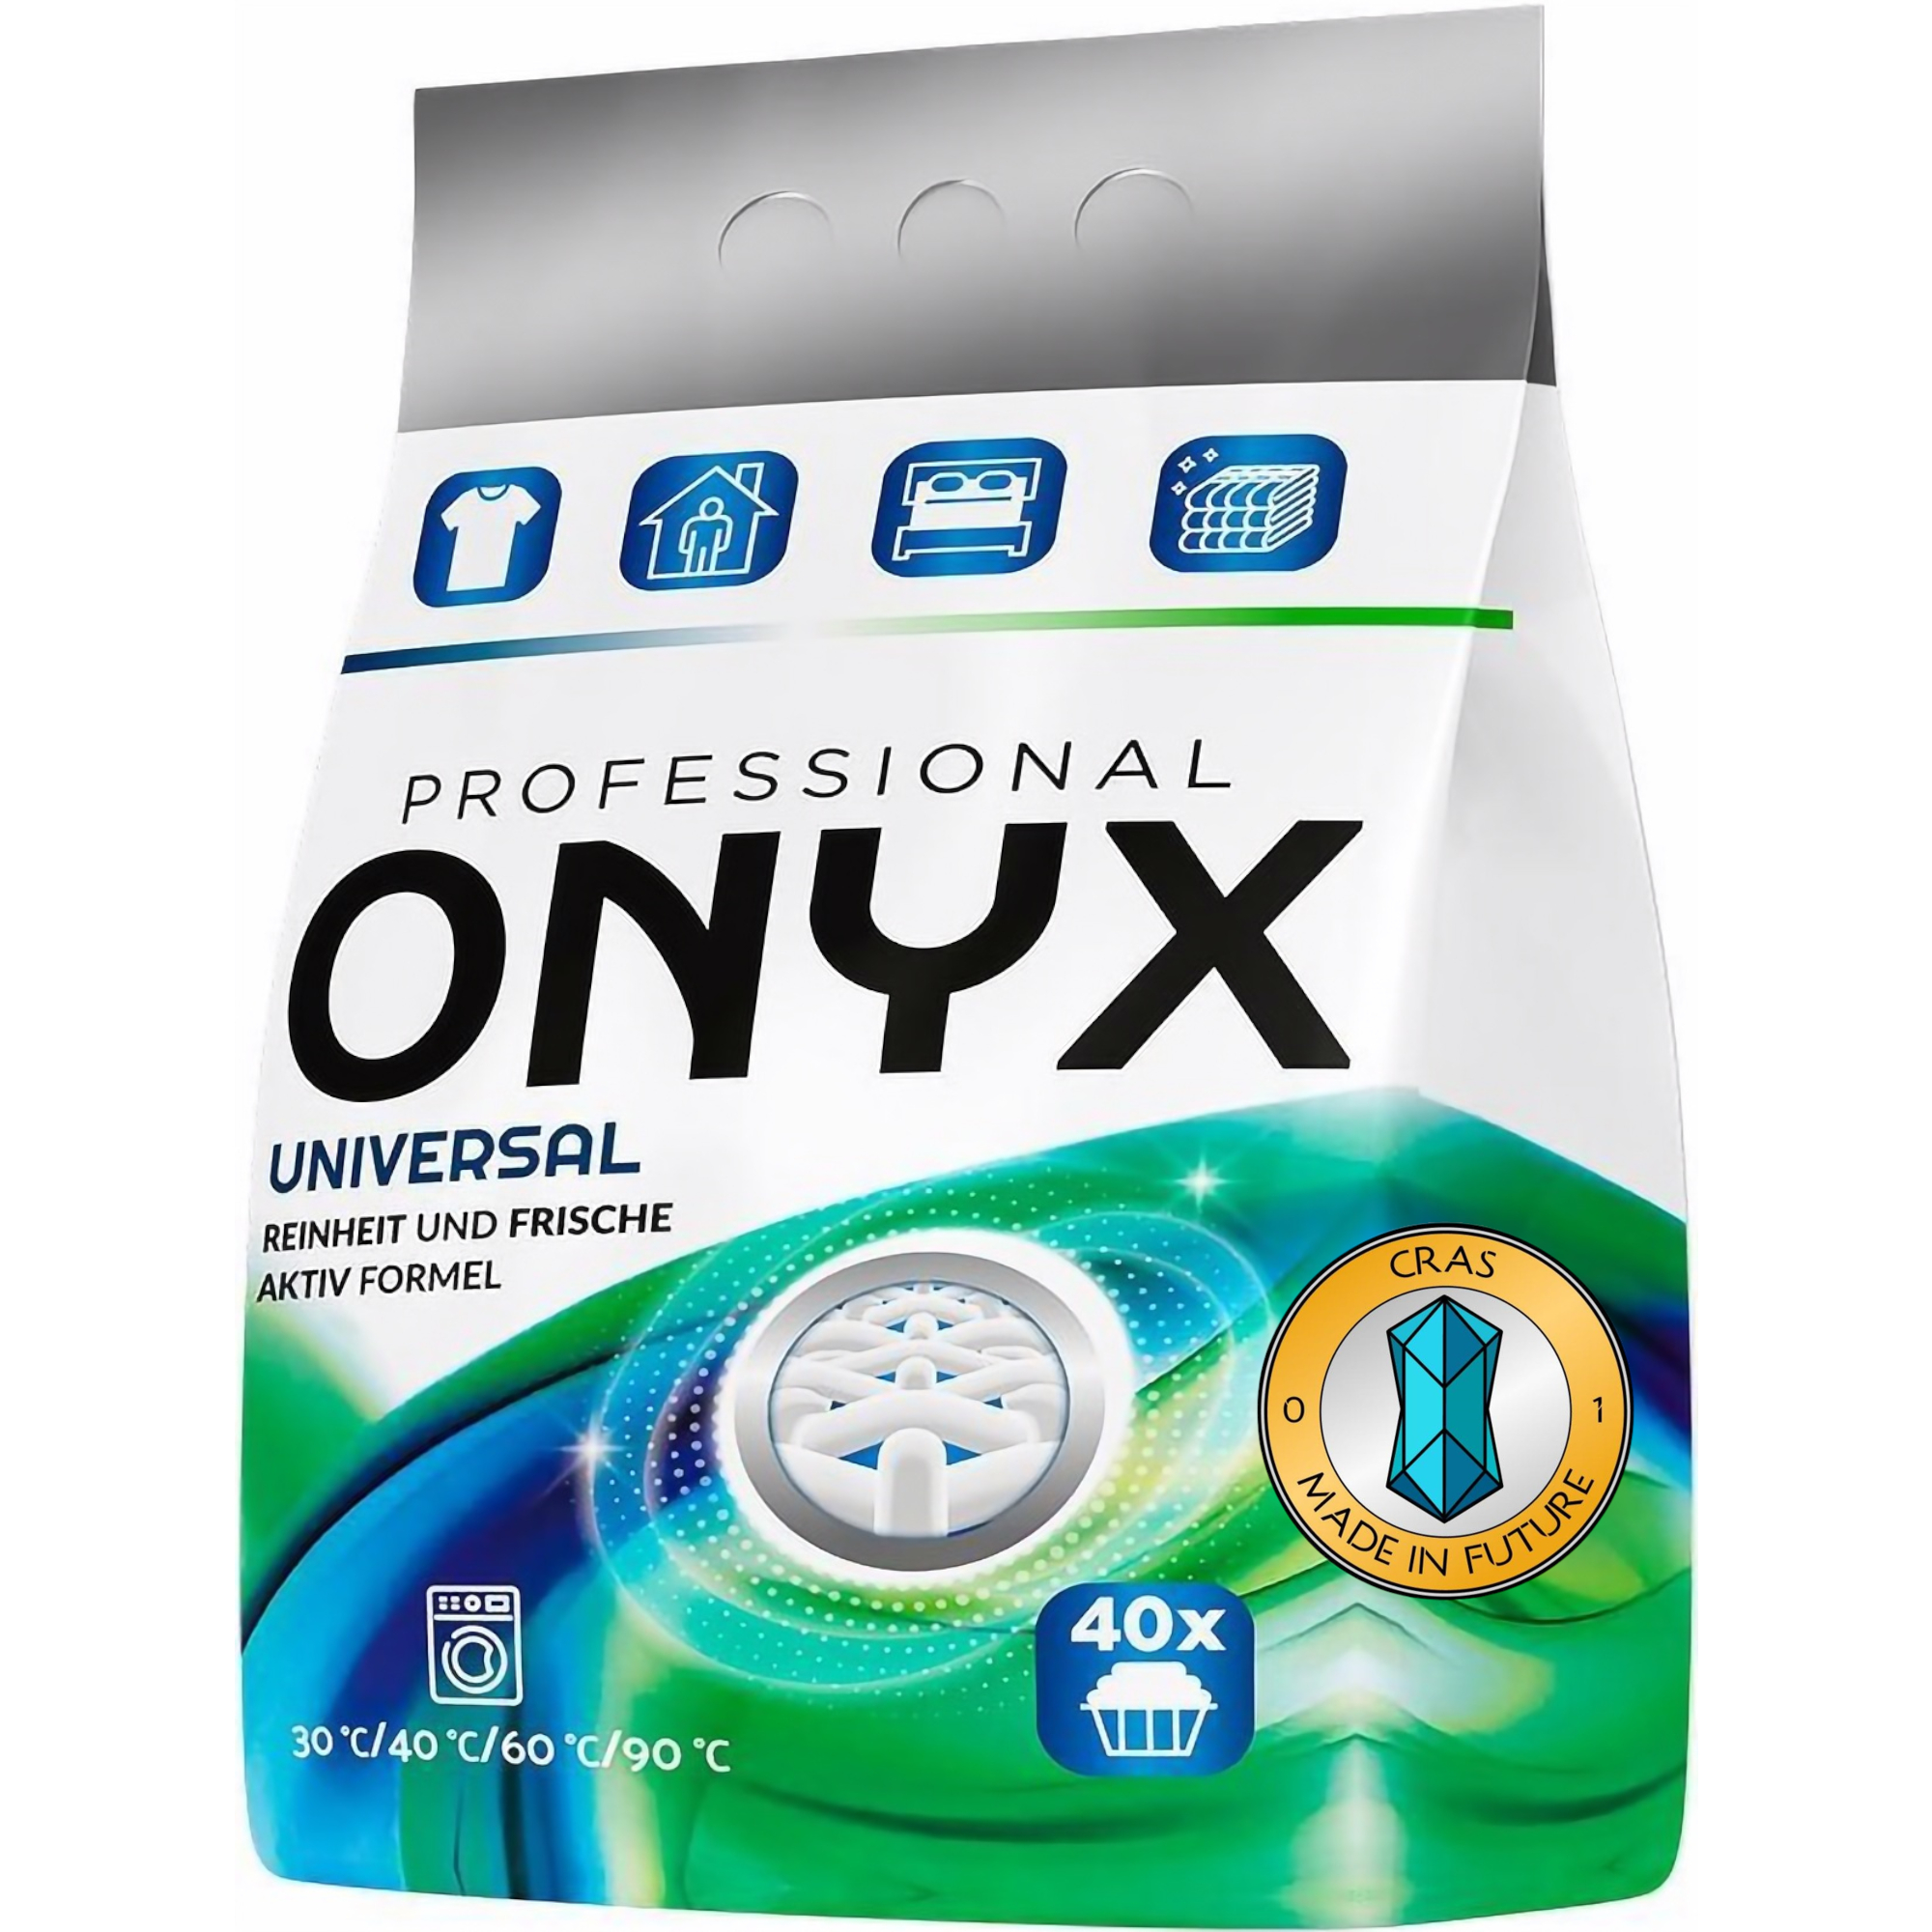 PROFESSIONAL
ONYX
UNIVERSAL
REINHEIT UND FRISCHE
AKTIV FORMEL
CRAS
0 1
MADE IN FUTURE
40x
30 °C/40 °C/60 °C/90 °C